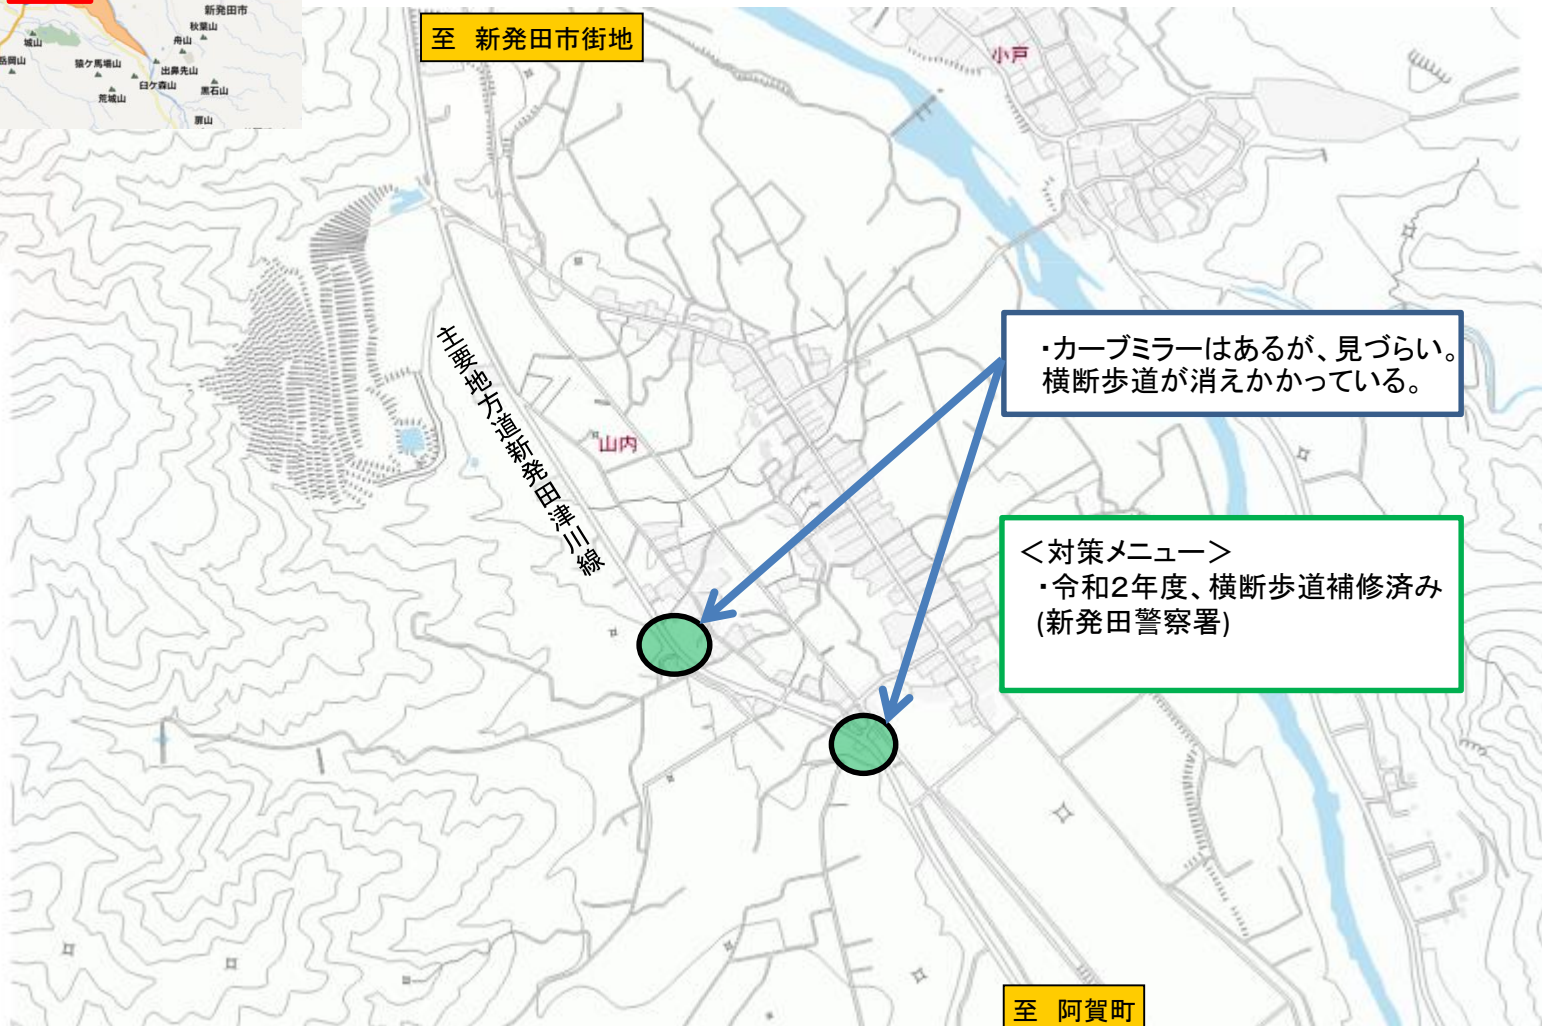 新発田市
秋葉山
舟山
城山
岳岡山
猿ケ馬場山
出鼻先山
臼ケ森山
黒石山
荒城山
屏山
至 新発田市街地
小戸
主要地方道新発田津川線
山内
・カーブミラーはあるが、見づらい。
横断歩道が消えかかっている。
＜対策メニュー＞
・令和2年度、横断歩道補修済み
(新発田警察署)
至 阿賀町